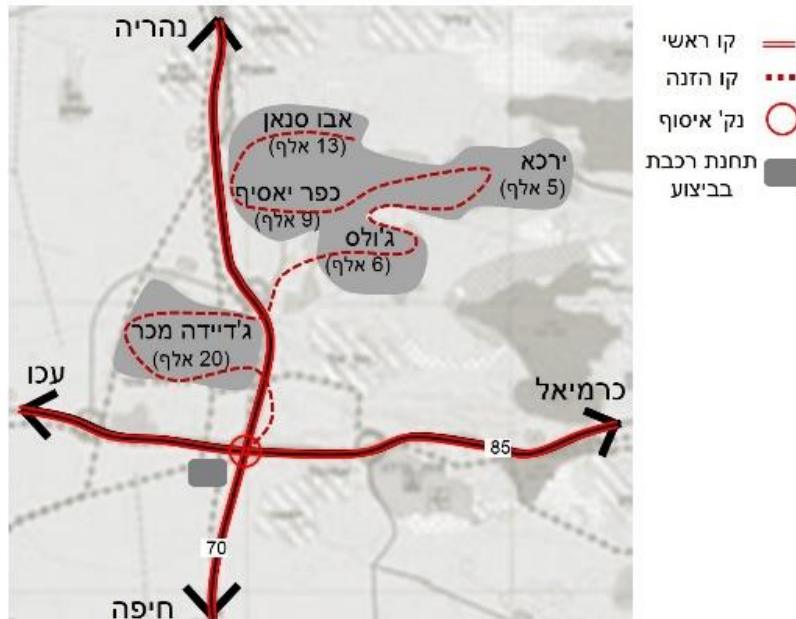 נהריה
אבו סנאן
(13 אלף)
ירכא
(5 אלף)
כפר יאסיף
(9 אלף)
ג'ולס
(6 אלף)
ג'דיידה מכר
(20 אלף)
עכו
כרמיאל
85
70
חיפה
קו ראשי
קו הזנה
נק' איסוף
תחנת רכבת
בביצוע